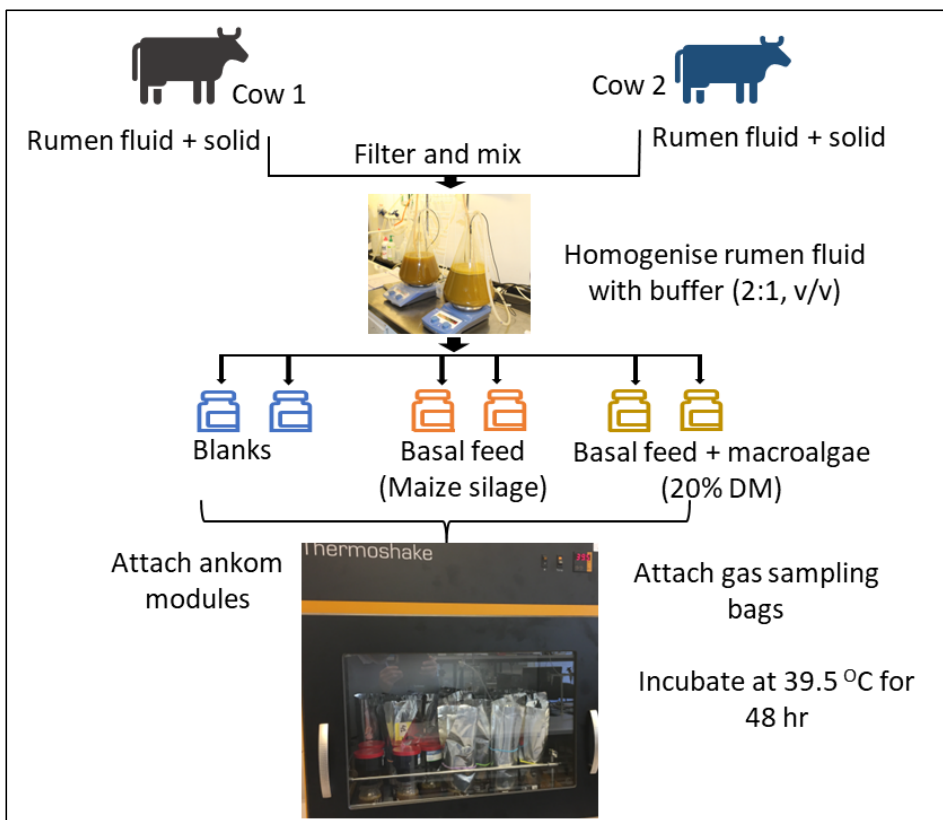 Cow 1
Cow 2
Rumen fluid + solid
Rumen fluid + solid
Filter and mix
Homogenise rumen fluid
with buffer (2:1, v/v)
Blanks
Basal feed
(Maize silage)
Basal feed + macroalgae
(20% DM)
Attach ankom
modules
Thermoshake
Attach gas sampling
bags
Incubate at 39.5 ᴼC for
48 hr